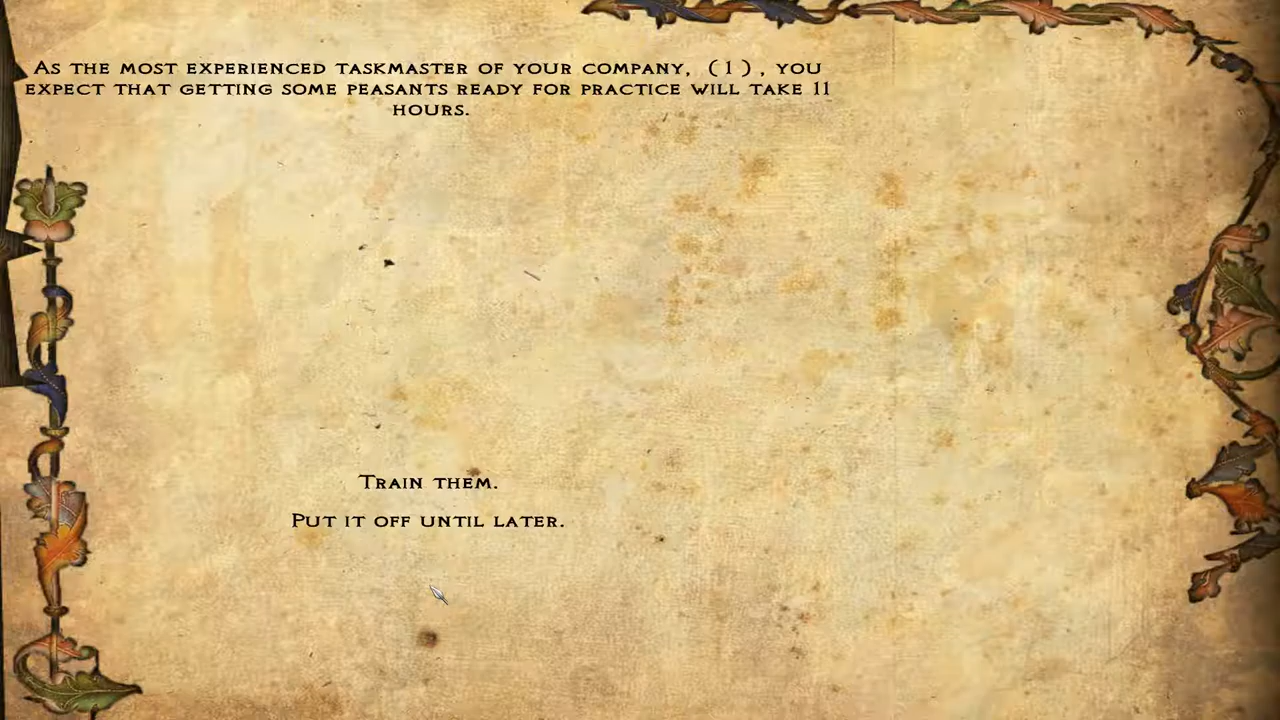 As the most experienced taskmaster of your company, (1), you
expect that getting some peasants ready for practice will take 11
hours.
Train them.
Put it off until later.